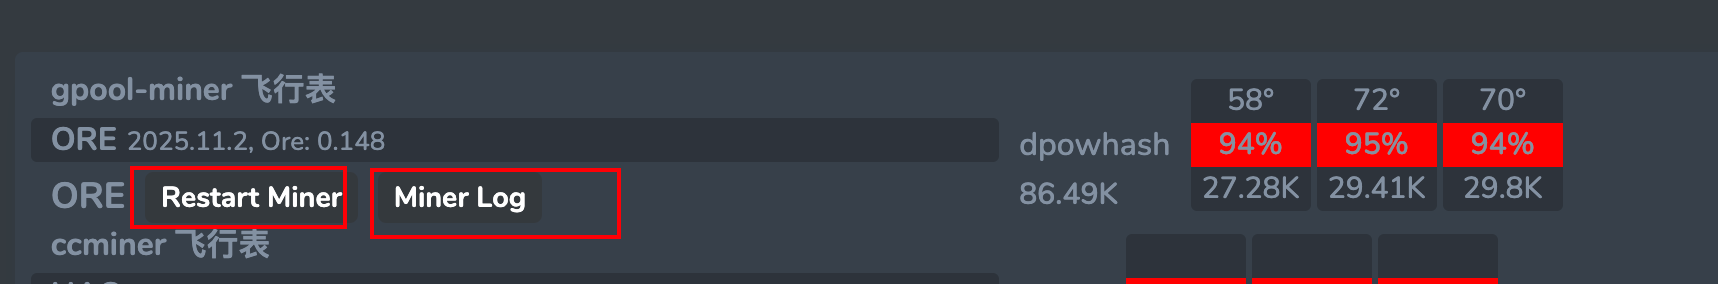 gpool-miner 飞行表
ORE 2025.11.2, Ore: 0.148
ORE Restart Miner Miner Log
dpowhash
86.49K
58° 72° 70°
94% 95% 94%
27.28K 29.41K 29.8K
ccminer 飞行表